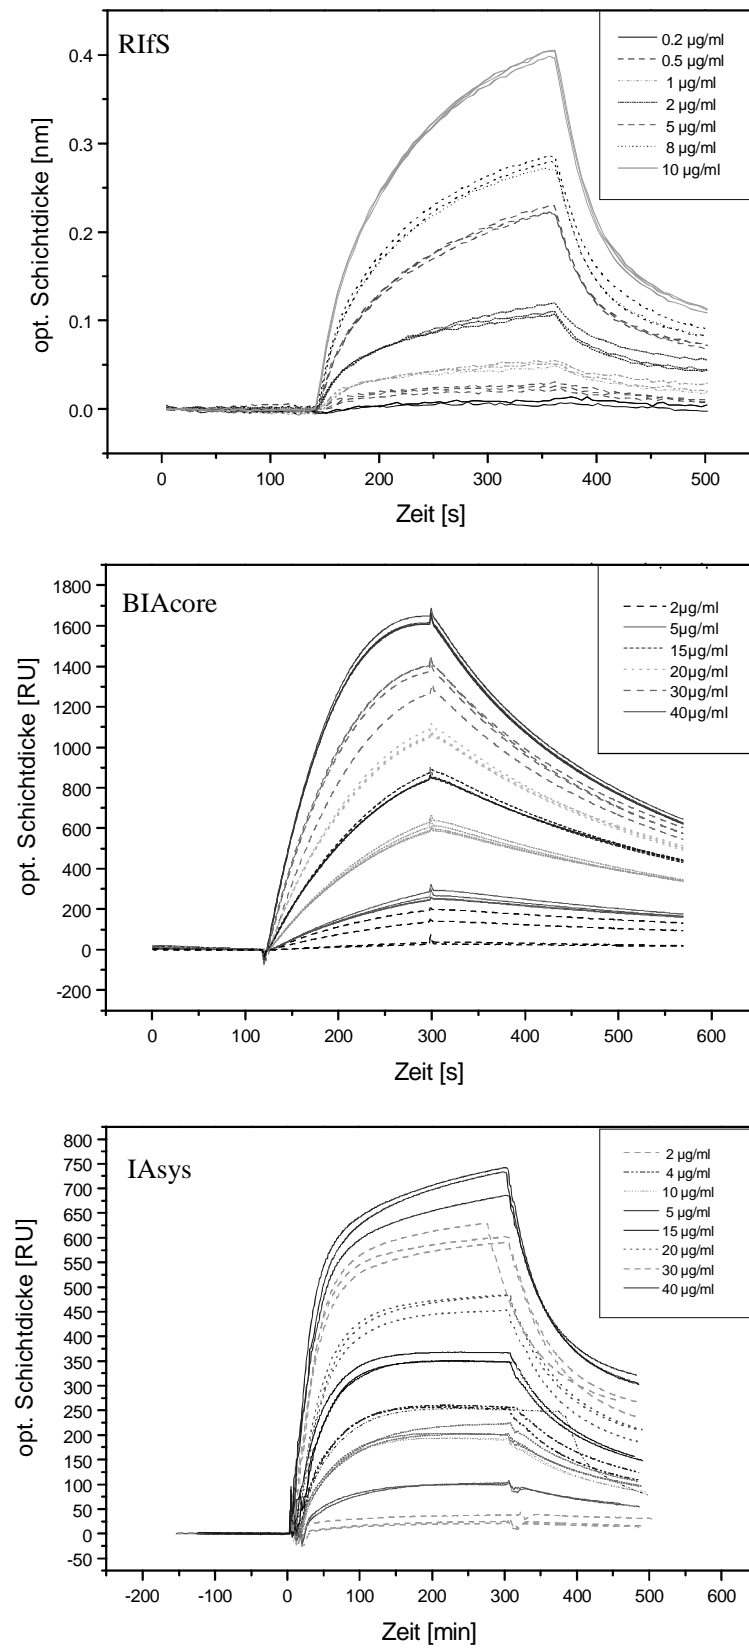 RIfS
0.2 µg/ml
0.5 µg/ml
1 µg/ml
2 µg/ml
5 µg/ml
8 µg/ml
10 µg/ml
opt. Schichtdicke [nm]
0.4
0.3
0.2
0.1
0.0
0 100 200 300 400 500
Zeit [s]
BIAcore
2µg/ml
5µg/ml
15µg/ml
20µg/ml
30µg/ml
40µg/ml
opt. Schichtdicke [RU]
1800
1600
1400
1200
1000
800
600
400
200
0
-200
0 100 200 300 400 500 600
Zeit [s]
IAsys
2 µg/ml
4 µg/ml
10 µg/ml
5 µg/ml
15 µg/ml
20 µg/ml
30 µg/ml
40 µg/ml
opt. Schichtdicke [RU]
800
750
700
650
600
550
500
450
400
350
300
250
200
150
100
50
0
-50
-200 -100 0 100 200 300 400 500 600
Zeit [min]